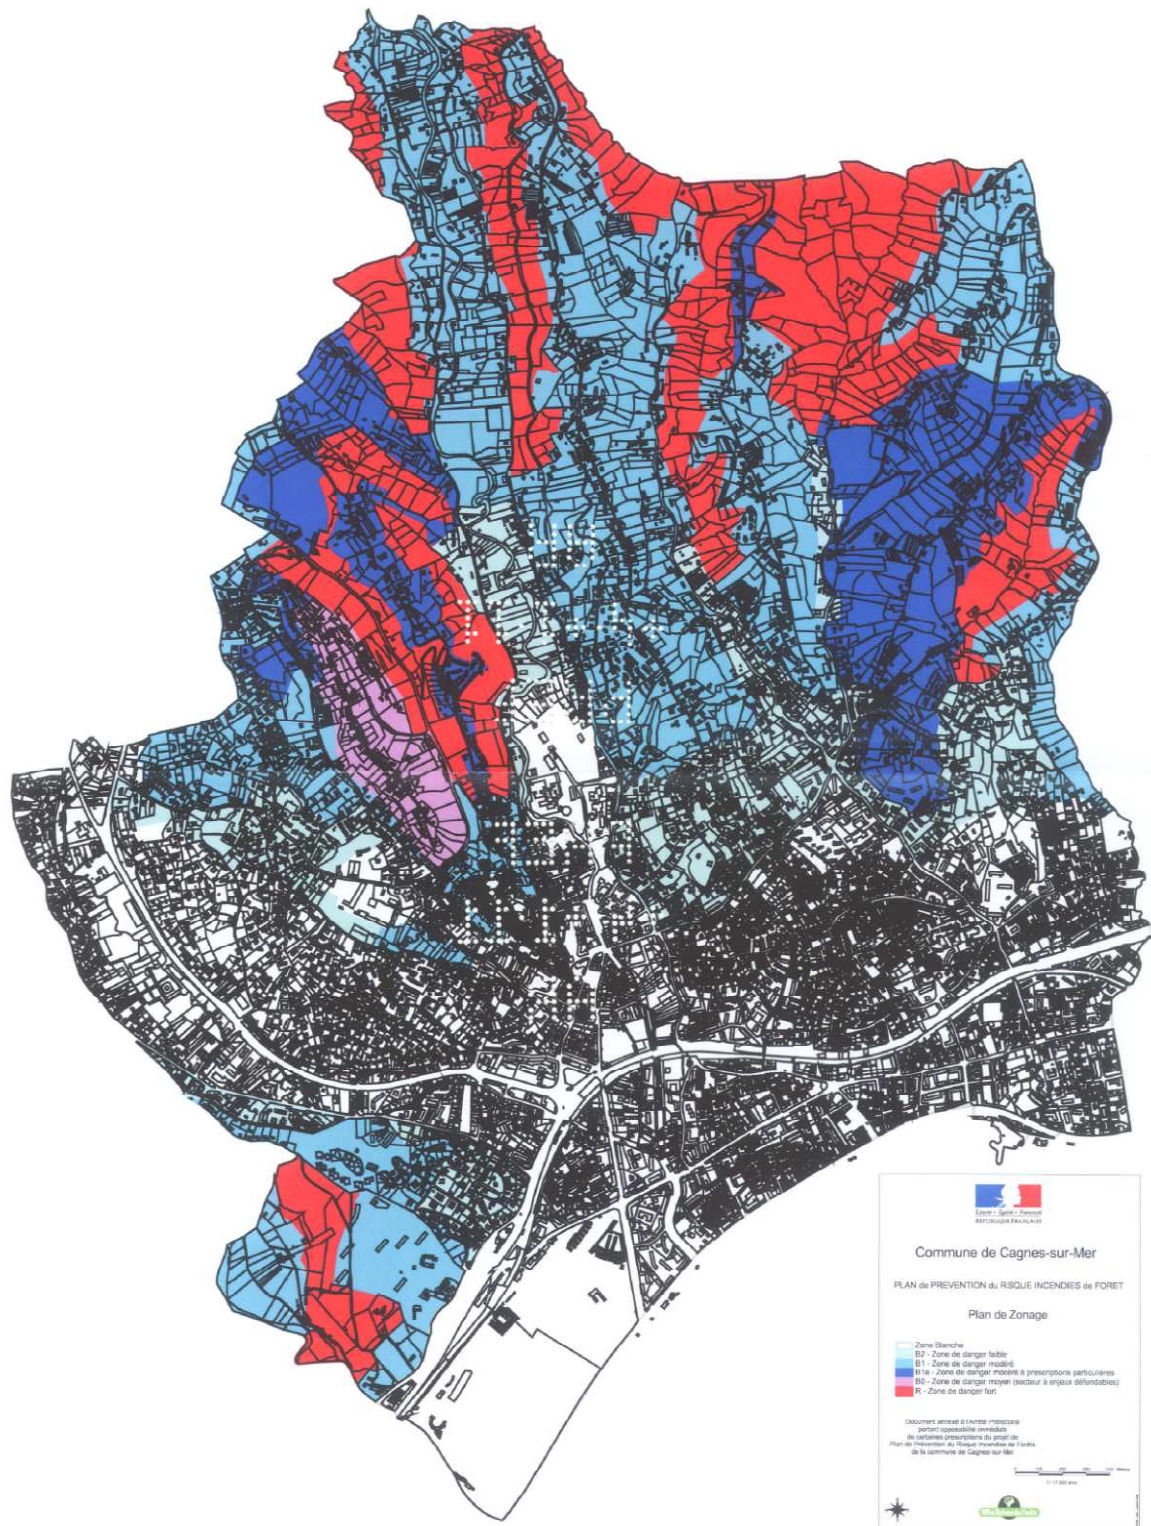 Liberté • Égalité • Fraternité
RÉPUBLIQUE FRANÇAISE
Commune de Cagnes-sur-Mer
PLAN de PREVENTION du RISQUE INCENDIES de FORET
Plan de Zonage
Zone Blanche
B2 - Zone de danger faible
B1 - Zone de danger modéré
B1a - Zone de danger modéré à prescriptions particulières
B0 - Zone de danger moyen (secteur à enjeux défendables)
R - Zone de danger fort
Document annexé à l'Arrêté Préfectoral
portant opposabilité immédiate
de certaines prescriptions du projet de
Plan de Prévention du Risque Incendies de Forêts
de la commune de Cagnes-sur-Mer